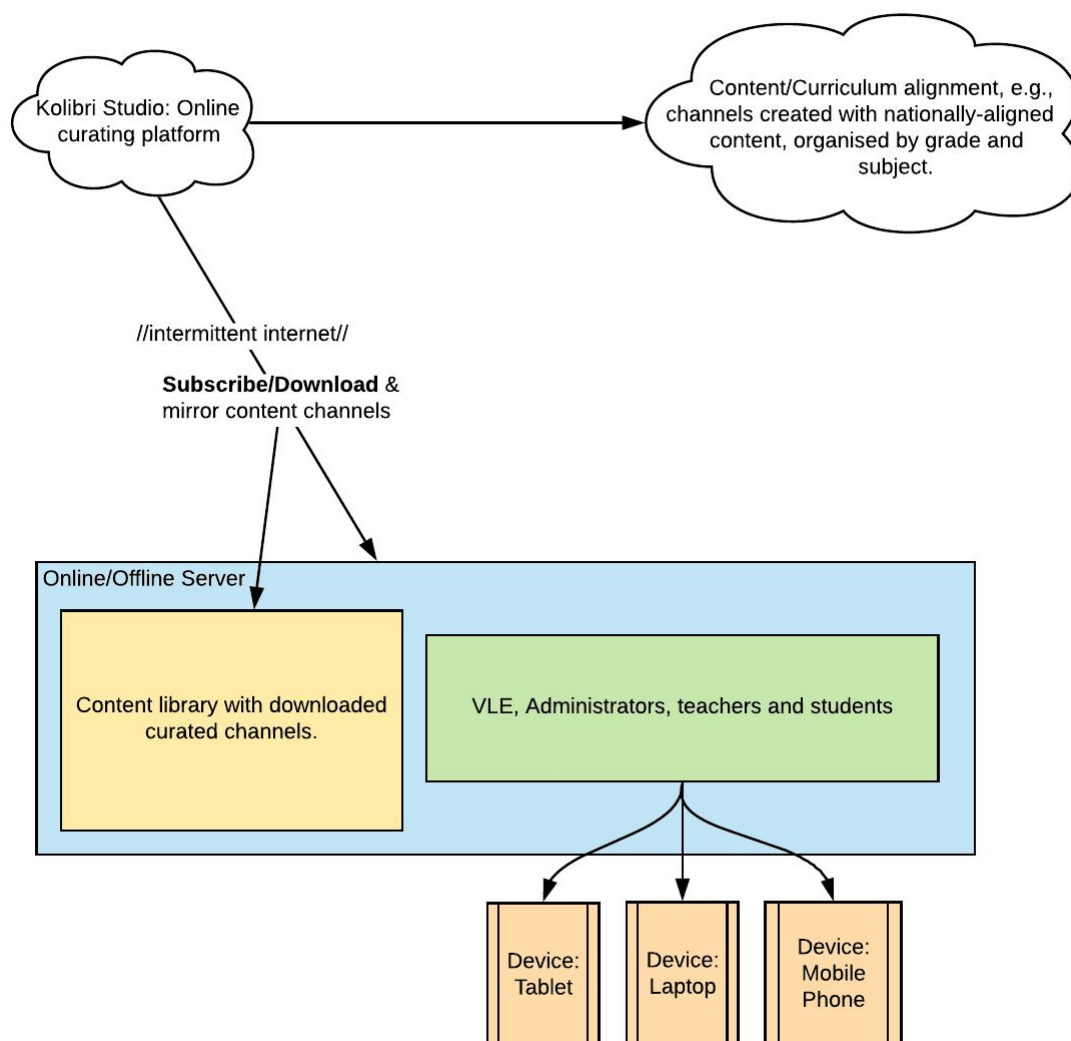 Kolibri Studio: Online
curating platform
Content/Curriculum alignment, e.g.,
channels created with nationally-aligned
content, organised by grade and
subject.
//intermittent internet//
Subscribe/Download &
mirror content channels
Online/Offline Server
Content library with downloaded
curated channels.
VLE, Administrators, teachers and students
Device:
Tablet
Device:
Laptop
Device:
Mobile
Phone